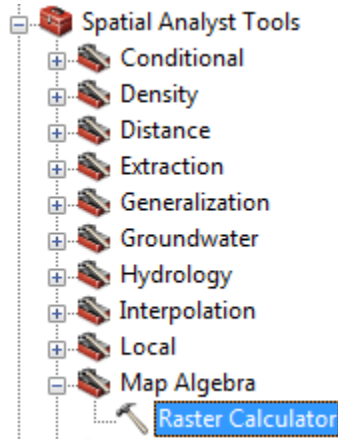 Spatial Analyst Tools
Conditional
Density
Distance
Extraction
Generalization
Groundwater
Hydrology
Interpolation
Local
Map Algebra
Raster Calculator